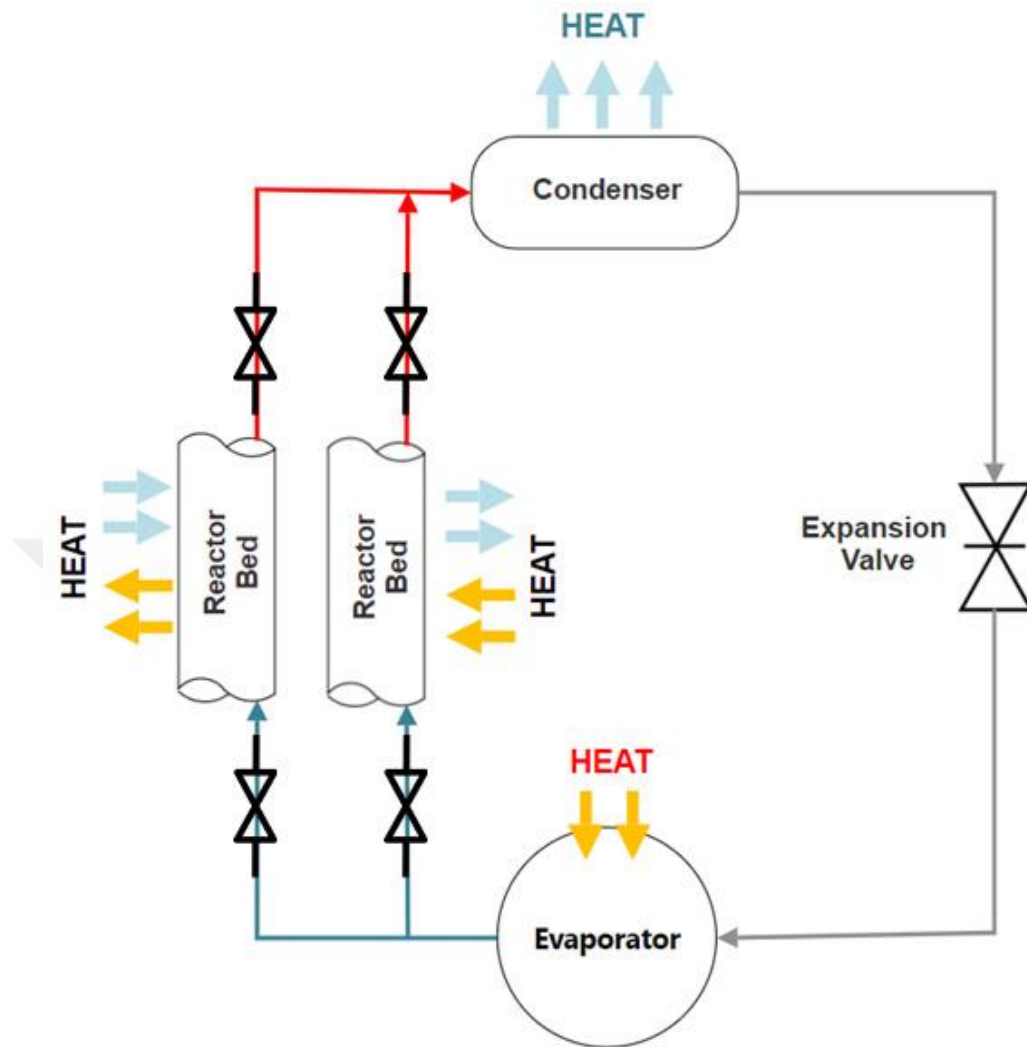 HEAT
Condenser
HEAT
Reactor
Bed
Reactor
Bed
HEAT
Expansion
Valve
HEAT
Evaporator